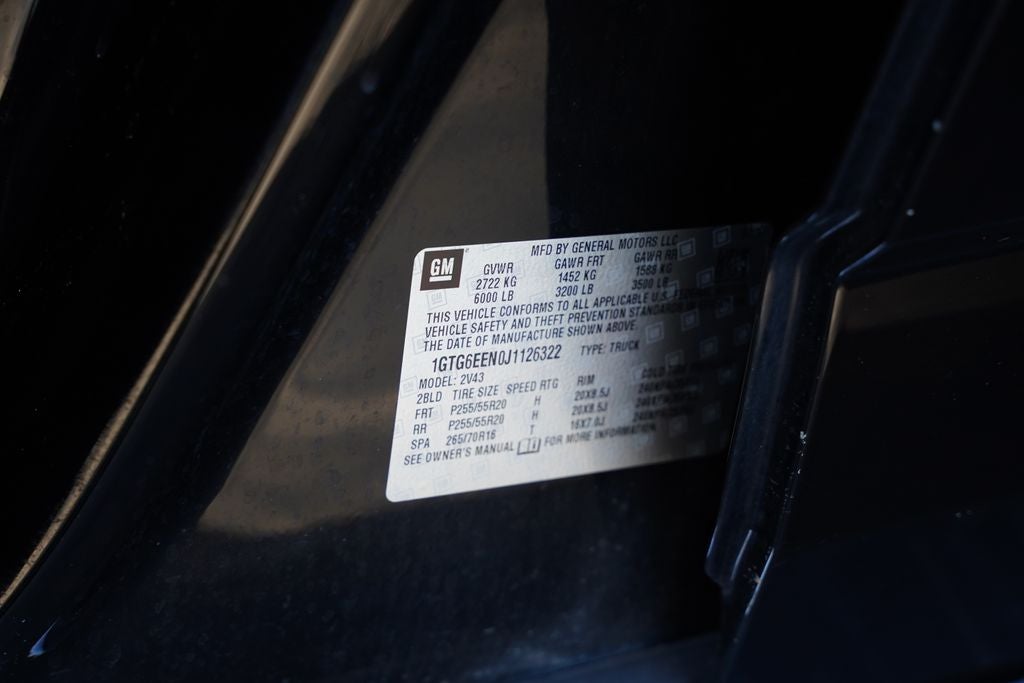 GM
MFD BY GENERAL MOTORS LLC
GVWR GAWR FRT GAWR RR
2722 KG 1452 KG 1588 KG
6000 LB 3200 LB 3500 LB
THIS VEHICLE CONFORMS TO ALL APPLICABLE U.S.
VEHICLE SAFETY AND THEFT PREVENTION STANDARDS
THE DATE OF MANUFACTURE SHOWN ABOVE.
1GTG6EEN0J1126322 TYPE: TRUCK
MODEL: 2V43
2BLD TIRE SIZE SPEED RTG RIM
FRT P255/55R20 H 20X8.5J
RR P255/55R20 H 20X8.5J
SPA 265/70R16 T 16X7.0J
SEE OWNER'S MANUAL FOR MORE INFORMATION.